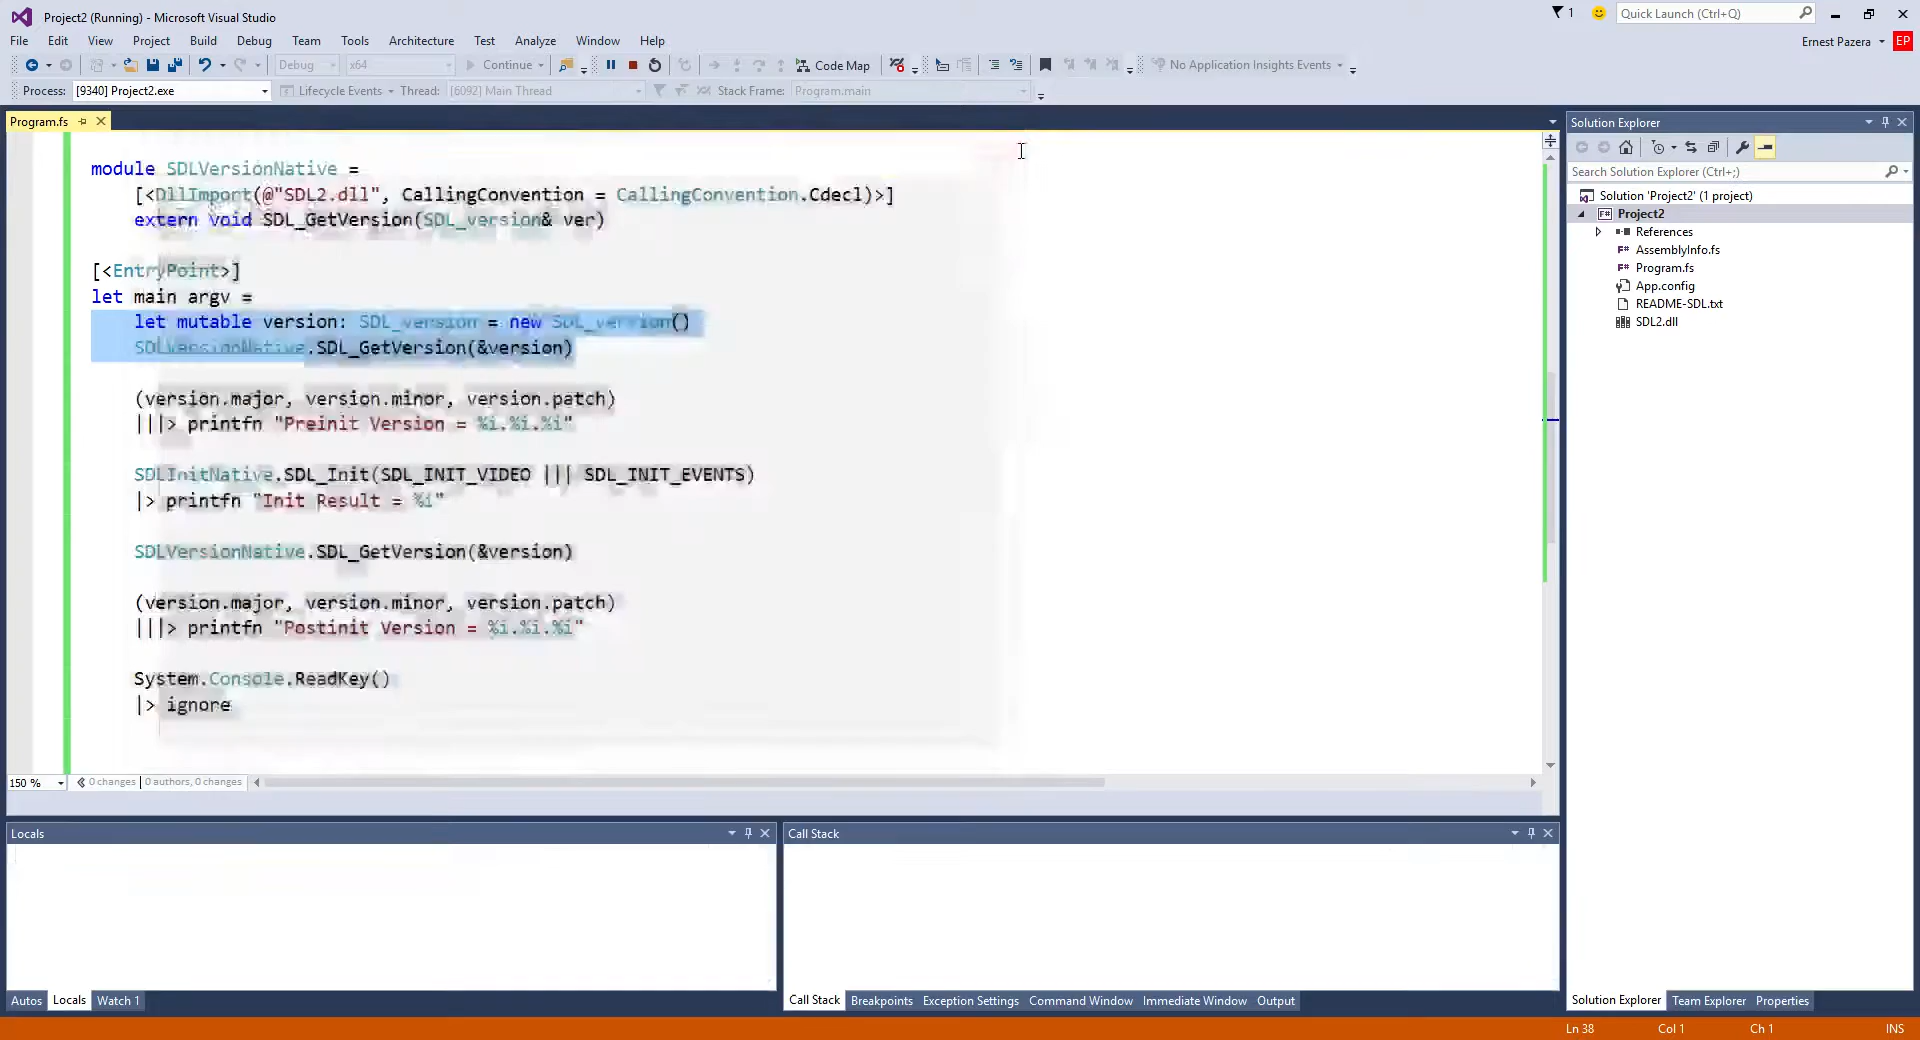 Project2 (Running) - Microsoft Visual Studio
1
Quick Launch (Ctrl+Q)
File Edit View Project Build Debug Team Tools Architecture Test Analyze Window Help
Ernest Pazera EP
Debug x64 Continue Code Map No Application Insights Events
Process: [9340] Project2.exe Lifecycle Events Thread: [6092] Main Thread Stack Frame: Program.main
Program.fs
module SDLVersionNative =
[<DllImport(@"SDL2.dll", CallingConvention = CallingConvention.Cdecl)>]
extern void SDL_GetVersion(SDL_version& ver)
[<EntryPoint>]
let main argv =
let mutable version: SDL_version = new SDL_version()
SDLVersionNative.SDL_GetVersion(&version)
(version.major, version.minor, version.patch)
|||> printfn "Preinit Version = %i.%i.%i"
SDLInitNative.SDL_Init(SDL_INIT_VIDEO ||| SDL_INIT_EVENTS)
|> printfn "Init Result = %i"
SDLVersionNative.SDL_GetVersion(&version)
(version.major, version.minor, version.patch)
|||> printfn "Postinit Version = %i.%i.%i"
System.Console.ReadKey()
|> ignore
150 % 0 changes | 0 authors, 0 changes
Solution Explorer
Search Solution Explorer (Ctrl+;)
Solution 'Project2' (1 project)
F# Project2
References
F# AssemblyInfo.fs
F# Program.fs
App.config
README-SDL.txt
SDL2.dll
Locals
Call Stack
Autos Locals Watch 1
Call Stack Breakpoints Exception Settings Command Window Immediate Window Output
Solution Explorer Team Explorer Properties
Ln 38 Col 1 Ch 1 INS